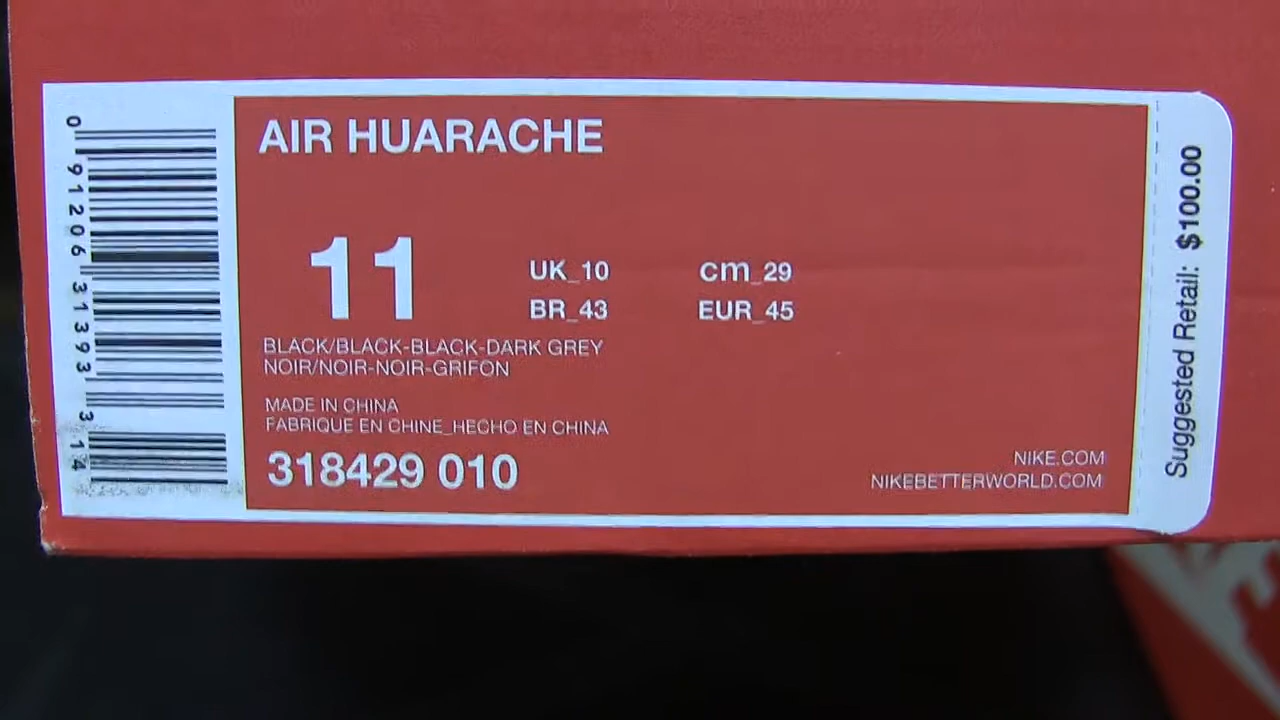 AIR HUARACHE
11
UK_10
cm_29
BR_43
EUR_45
BLACK/BLACK-BLACK-DARK GREY
NOIR/NOIR-NOIR-GRIFON
MADE IN CHINA
FABRIQUE EN CHINE_HECHO EN CHINA
318429 010
NIKE.COM
NIKEBETTERWORLD.COM
Suggested Retail: $100.00
0 91206 31393 3 14